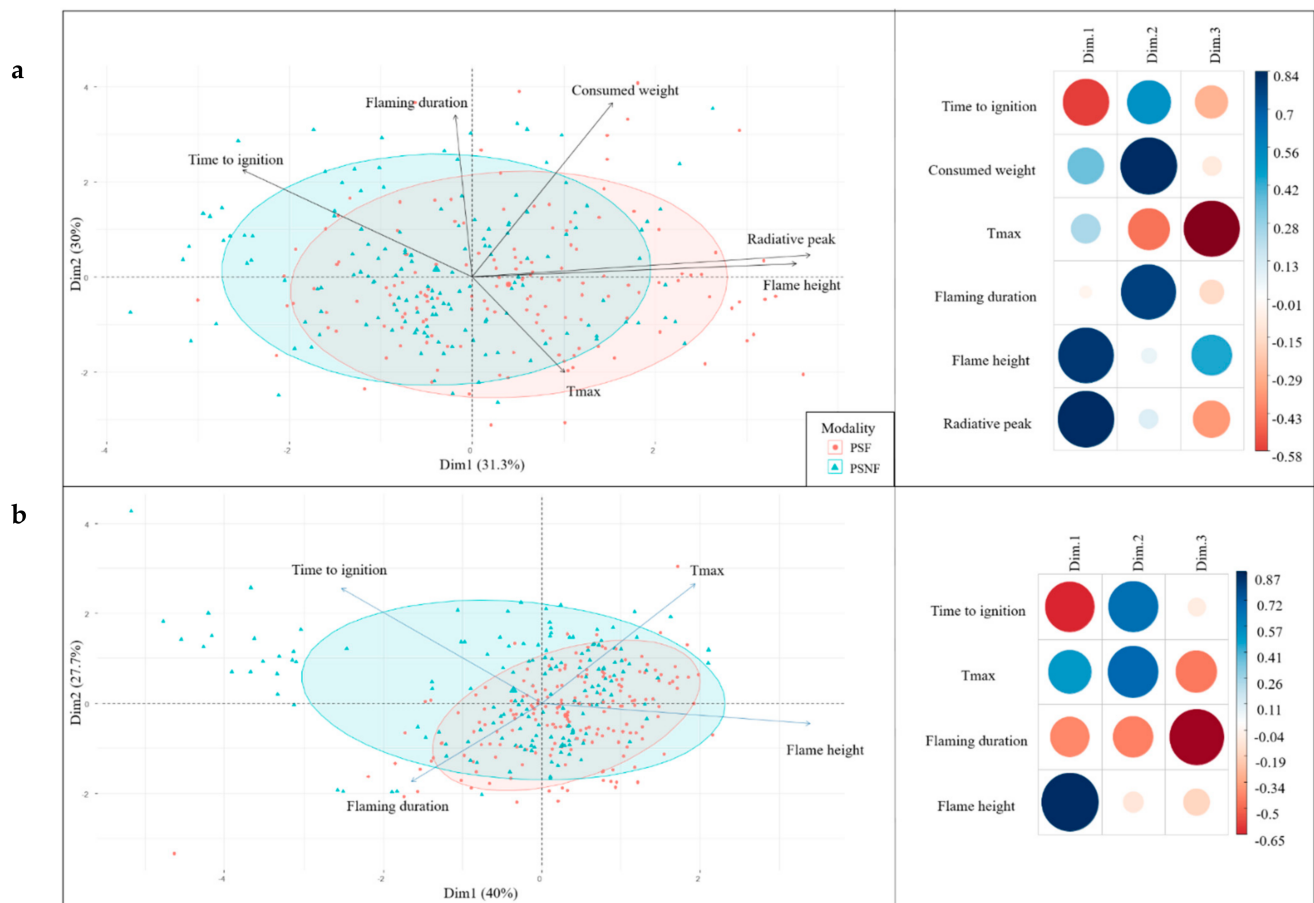 a
Dim2 (30%)
4
2
0
-2
-4
-2
0
2
Dim1 (31.3%)
Flaming duration
Consumed weight
Time to ignition
Radiative peak
Flame height
Tmax
Modality
PSF
PSNF
Dim.1 Dim.2 Dim.3
Time to ignition
Consumed weight
Tmax
Flaming duration
Flame height
Radiative peak
0.84
0.7
0.56
0.42
0.28
0.13
-0.01
-0.15
-0.29
-0.43
-0.58
b
Dim2 (27.7%)
4
2
0
-2
-4
-2
0
2
Dim1 (40%)
Time to ignition
Tmax
Flame height
Flaming duration
Dim.1 Dim.2 Dim.3
Time to ignition
Tmax
Flaming duration
Flame height
0.87
0.72
0.57
0.41
0.26
0.11
-0.04
-0.19
-0.34
-0.5
-0.65